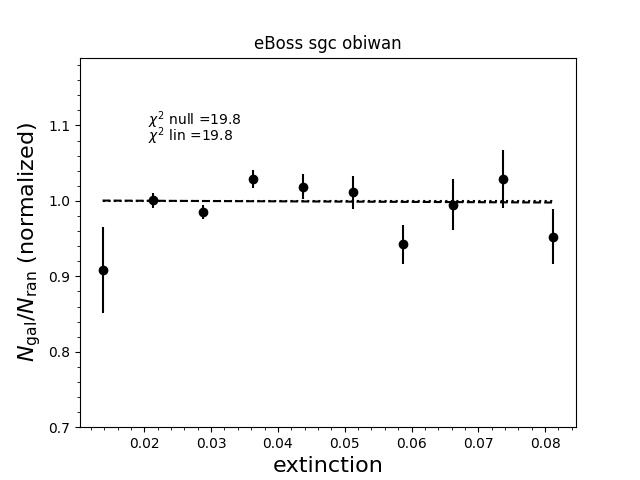 eBoss sgc obiwan
χ² null =19.8
χ² lin =19.8
N_gal/N_ran (normalized)
1.1
1.0
0.9
0.8
0.7
0.02 0.03 0.04 0.05 0.06 0.07 0.08
extinction